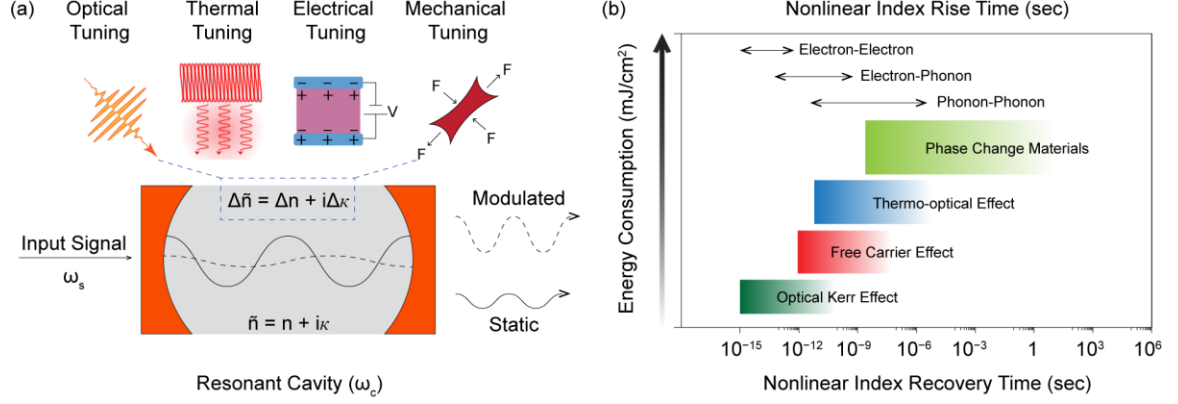 (a)
Optical Tuning
Thermal Tuning
Electrical Tuning
Mechanical Tuning
− − −
+ + +
− − −
+ + +
V
F
F
F
F
Δñ = Δn + iΔκ
Input Signal
ωs
ñ = n + iκ
Modulated
Static
Resonant Cavity (ωc)
(b)
Nonlinear Index Rise Time (sec)
Energy Consumption (mJ/cm²)
Electron-Electron
Electron-Phonon
Phonon-Phonon
Phase Change Materials
Thermo-optical Effect
Free Carrier Effect
Optical Kerr Effect
10⁻¹⁵ 10⁻¹² 10⁻⁹ 10⁻⁶ 10⁻³ 1 10³ 10⁶
Nonlinear Index Recovery Time (sec)